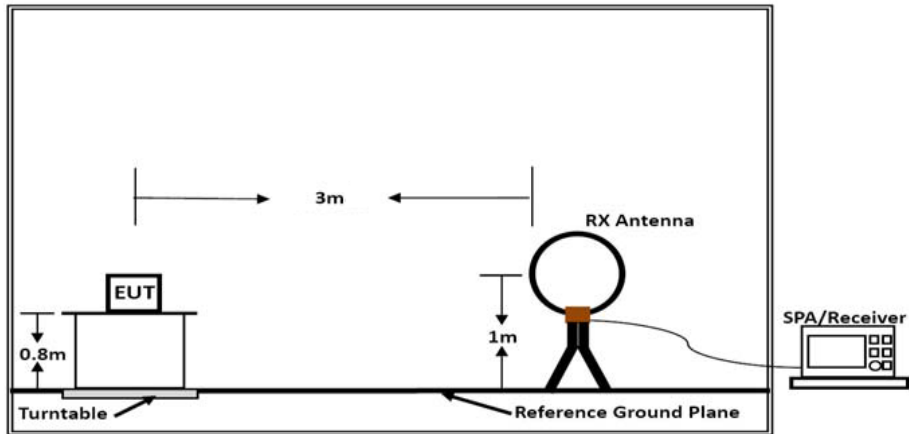 3m
RX Antenna
EUT
SPA/Receiver
0.8m
1m
Turntable
Reference Ground Plane